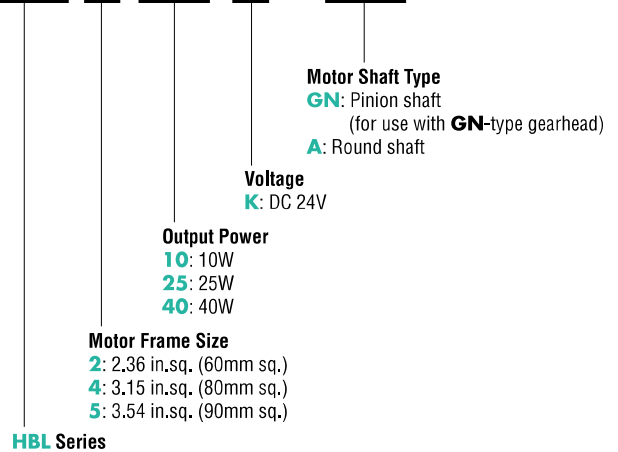 Motor Shaft Type
GN: Pinion shaft
(for use with GN-type gearhead)
A: Round shaft
Voltage
K: DC 24V
Output Power
10: 10W
25: 25W
40: 40W
Motor Frame Size
2: 2.36 in.sq. (60mm sq.)
4: 3.15 in.sq. (80mm sq.)
5: 3.54 in.sq. (90mm sq.)
HBL Series